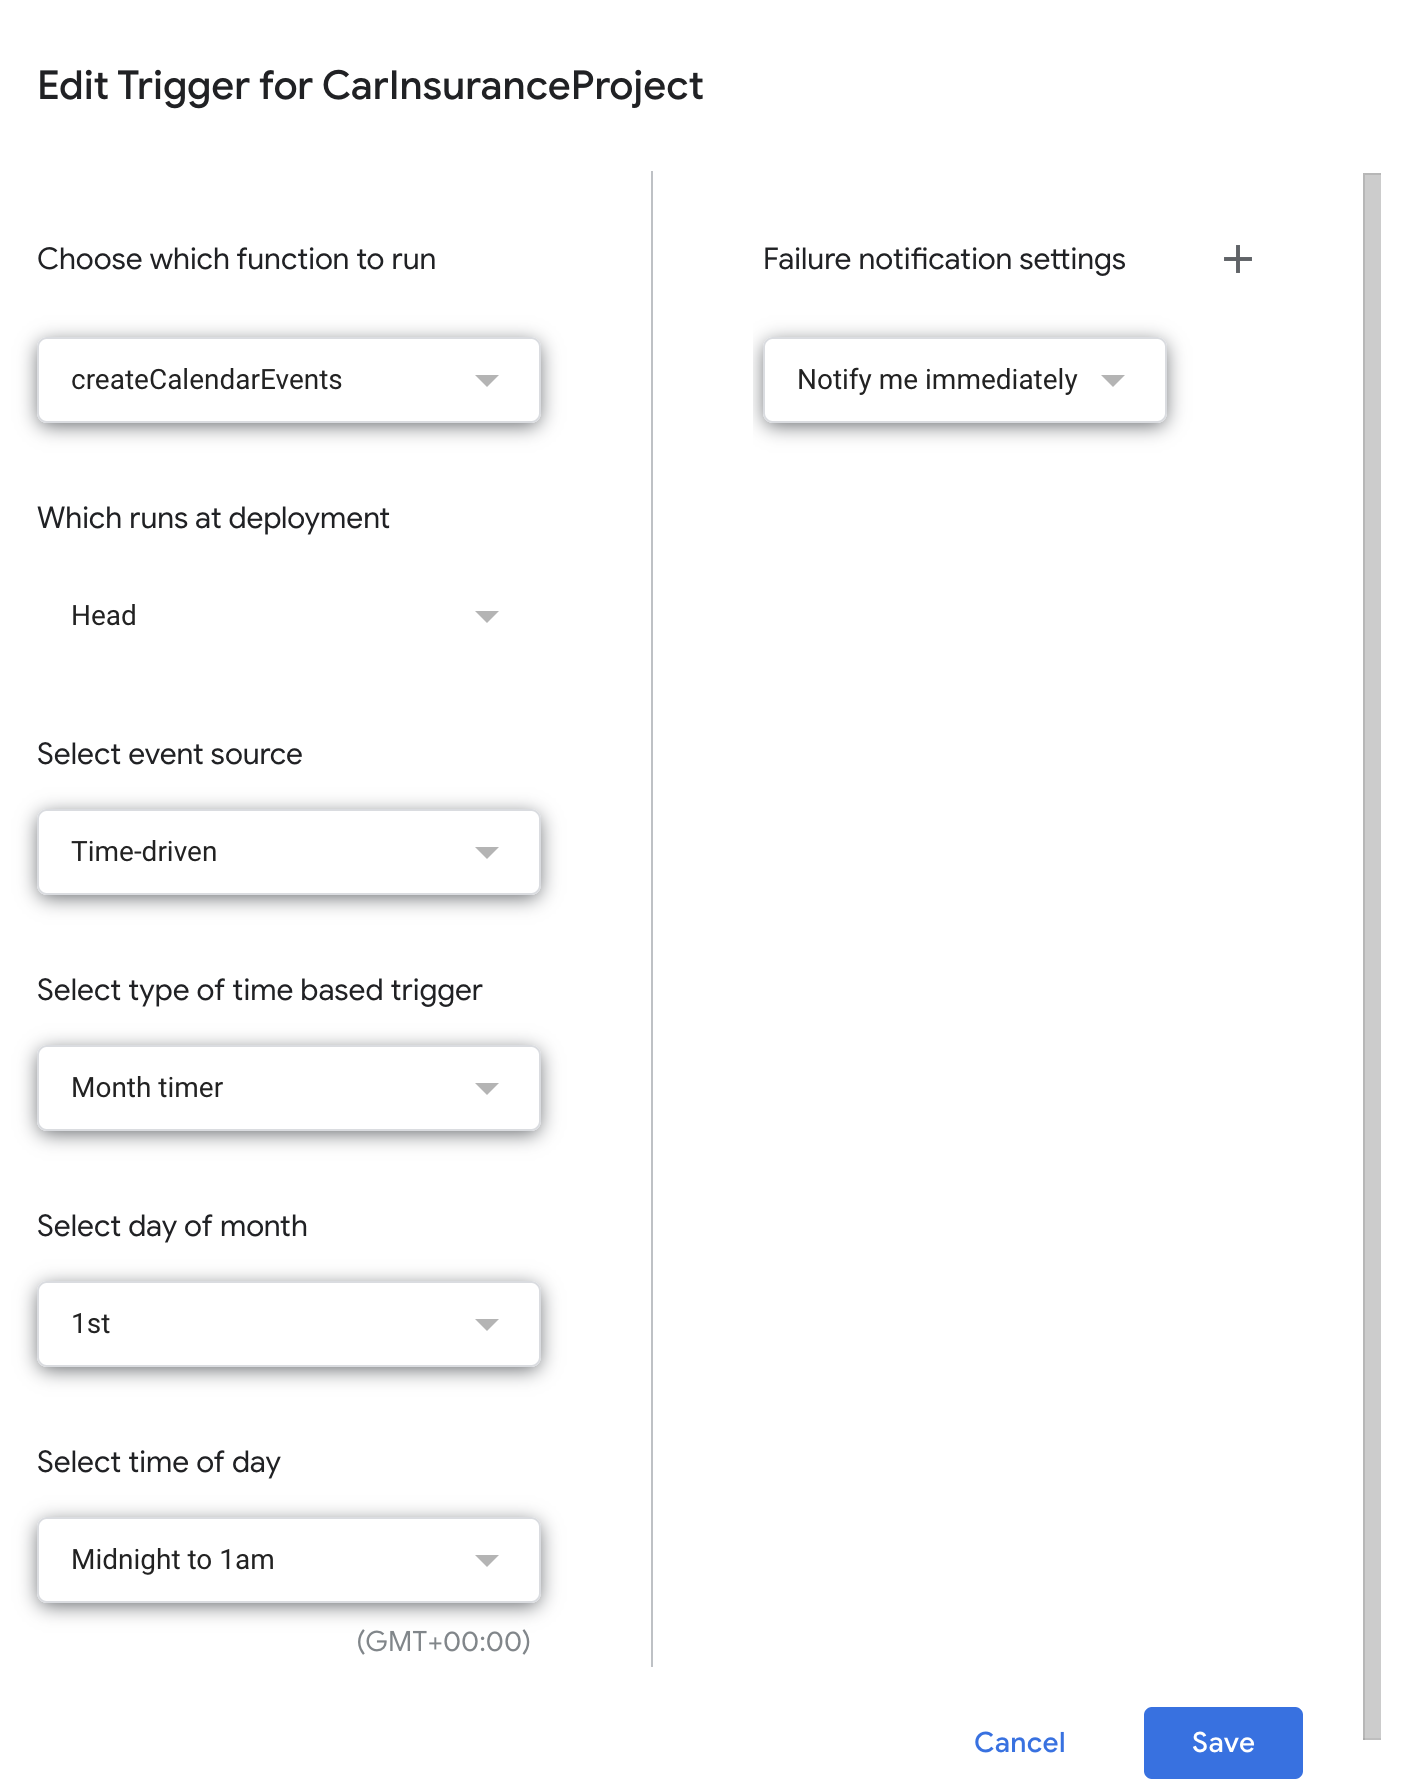 Edit Trigger for CarInsuranceProject
Choose which function to run
createCalendarEvents
Which runs at deployment
Head
Select event source
Time-driven
Select type of time based trigger
Month timer
Select day of month
1st
Select time of day
Midnight to 1am
(GMT+00:00)
Failure notification settings
Notify me immediately
Cancel
Save